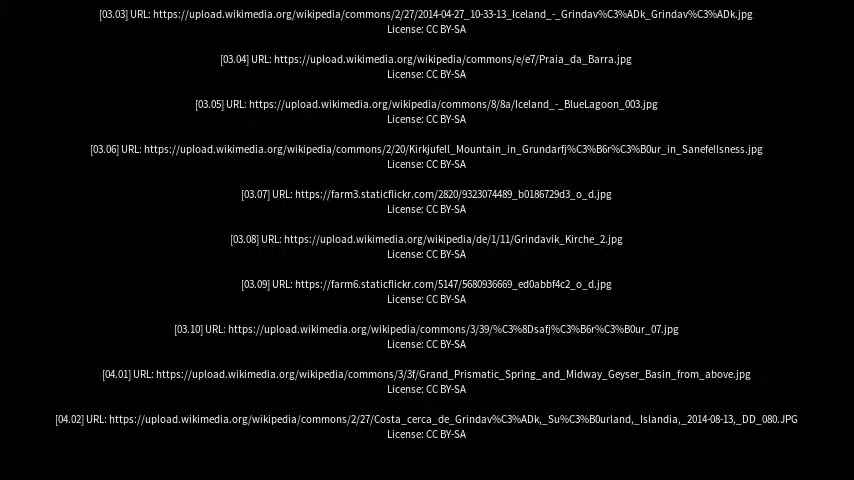 [03.03] URL: https://upload.wikimedia.org/wikipedia/commons/2/27/2014-04-27_10-33-13_Iceland_-_Grindav%C3%ADk_Grindav%C3%ADk.jpg
License: CC BY-SA
[03.04] URL: https://upload.wikimedia.org/wikipedia/commons/e/e7/Praia_da_Barra.jpg
License: CC BY-SA
[03.05] URL: https://upload.wikimedia.org/wikipedia/commons/8/8a/Iceland_-_BlueLagoon_003.jpg
License: CC BY-SA
[03.06] URL: https://upload.wikimedia.org/wikipedia/commons/2/20/Kirkjufell_Mountain_in_Grundarfj%C3%B6r%C3%B0ur_in_Sanefellsness.jpg
License: CC BY-SA
[03.07] URL: https://farm3.staticflickr.com/2820/9323074489_b0186729d3_o_d.jpg
License: CC BY-SA
[03.08] URL: https://upload.wikimedia.org/wikipedia/de/1/11/Grindavik_Kirche_2.jpg
License: CC BY-SA
[03.09] URL: https://farm6.staticflickr.com/5147/5680936669_ed0abbf4c2_o_d.jpg
License: CC BY-SA
[03.10] URL: https://upload.wikimedia.org/wikipedia/commons/3/39/%C3%8Dsafj%C3%B6r%C3%B0ur_07.jpg
License: CC BY-SA
[04.01] URL: https://upload.wikimedia.org/wikipedia/commons/3/3f/Grand_Prismatic_Spring_and_Midway_Geyser_Basin_from_above.jpg
License: CC BY-SA
[04.02] URL: https://upload.wikimedia.org/wikipedia/commons/2/27/Costa_cerca_de_Grindav%C3%ADk,_Su%C3%B0urland,_Islandia,_2014-08-13,_DD_080.JPG
License: CC BY-SA